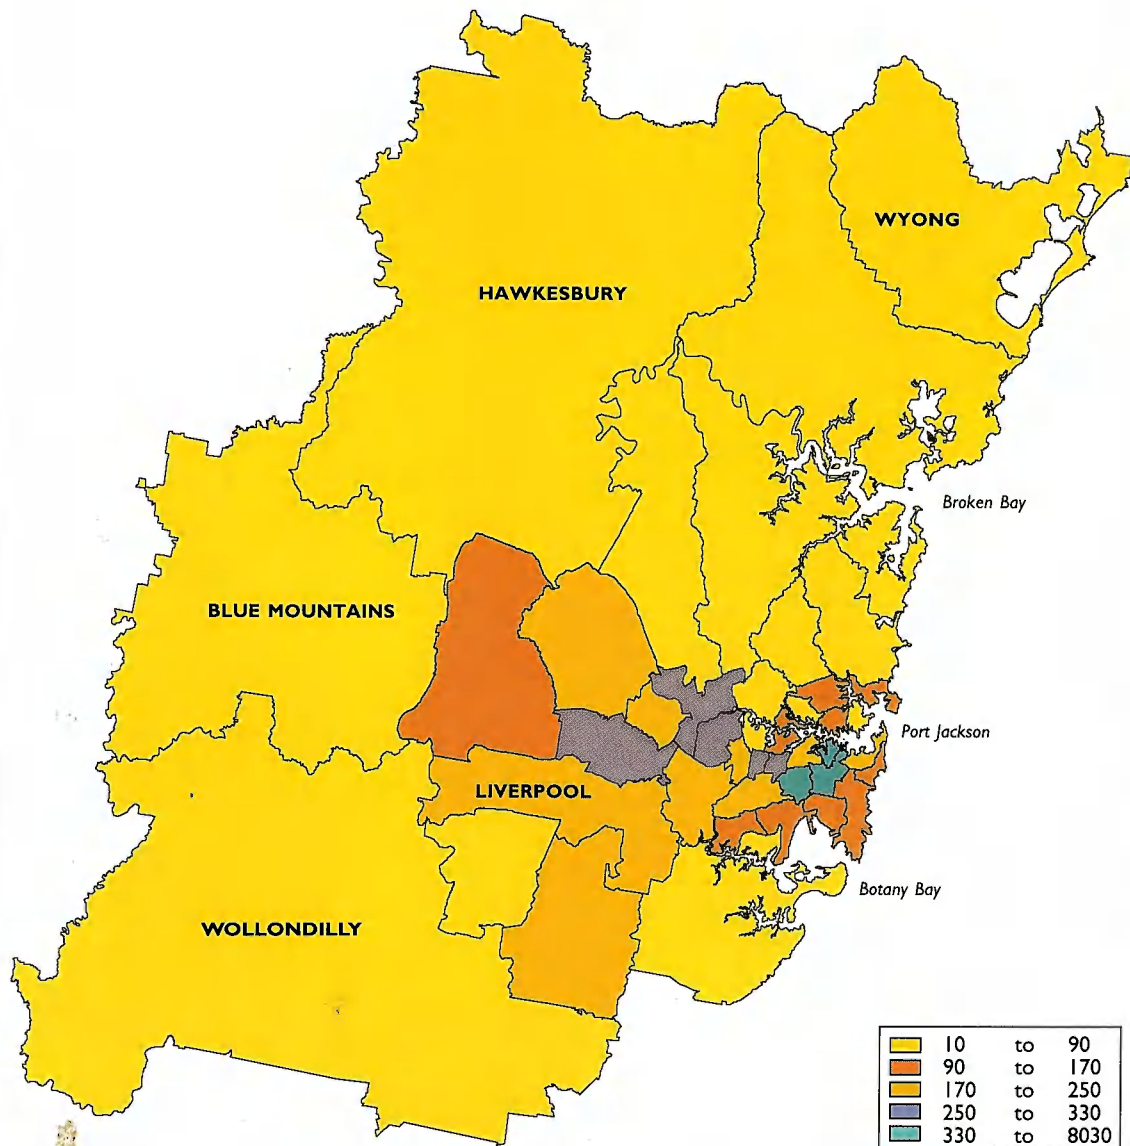 WYONG
HAWKESBURY
Broken Bay
BLUE MOUNTAINS
Port Jackson
LIVERPOOL
Botany Bay
WOLLONDILLY
10 to 90
90 to 170
170 to 250
250 to 330
330 to 8030